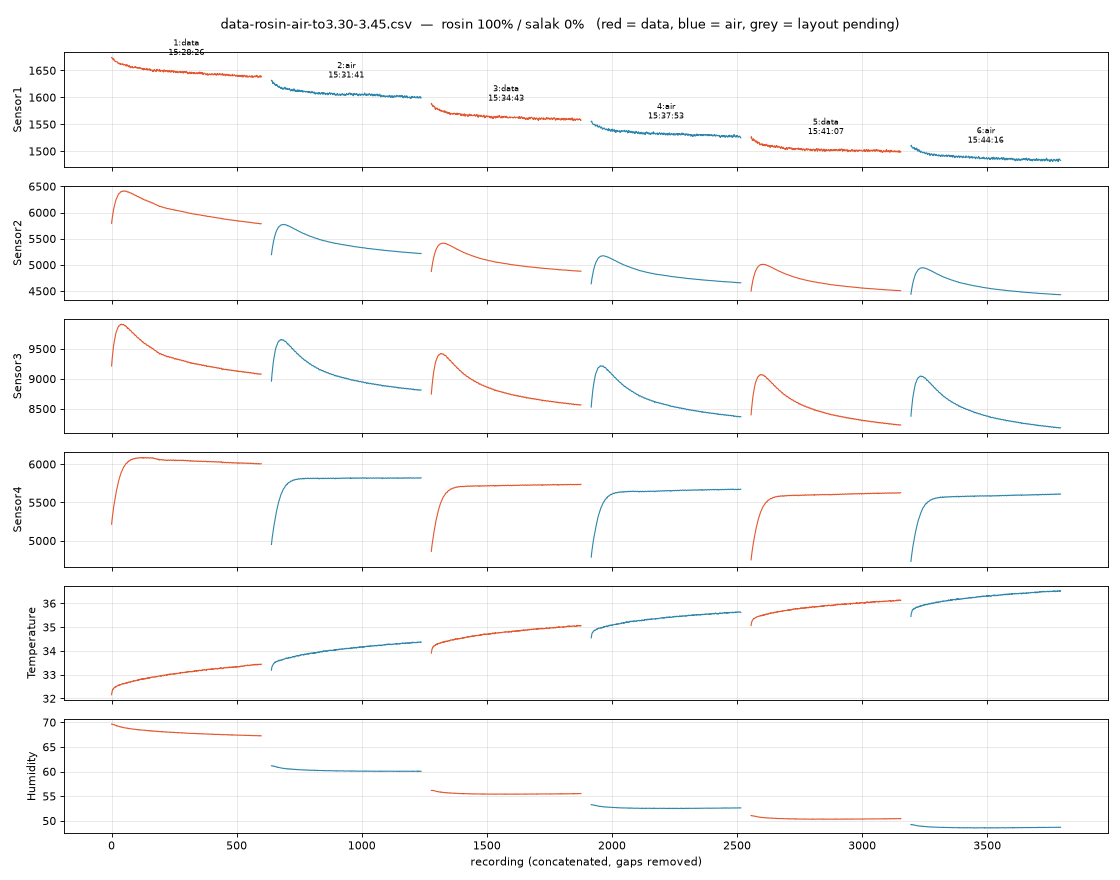 data-rosin-air-to3.30-3.45.csv — rosin 100% / salak 0% (red = data, blue = air, grey = layout pending)
1:data
15:28:26
2:air
15:31:41
3:data
15:34:43
4:air
15:37:53
5:data
15:41:07
6:air
15:44:16
Sensor1
1650
1600
1550
1500
Sensor2
6500
6000
5500
5000
4500
Sensor3
9500
9000
8500
Sensor4
6000
5500
5000
Temperature
36
35
34
33
32
Humidity
70
65
60
55
50
0 500 1000 1500 2000 2500 3000 3500
recording (concatenated, gaps removed)